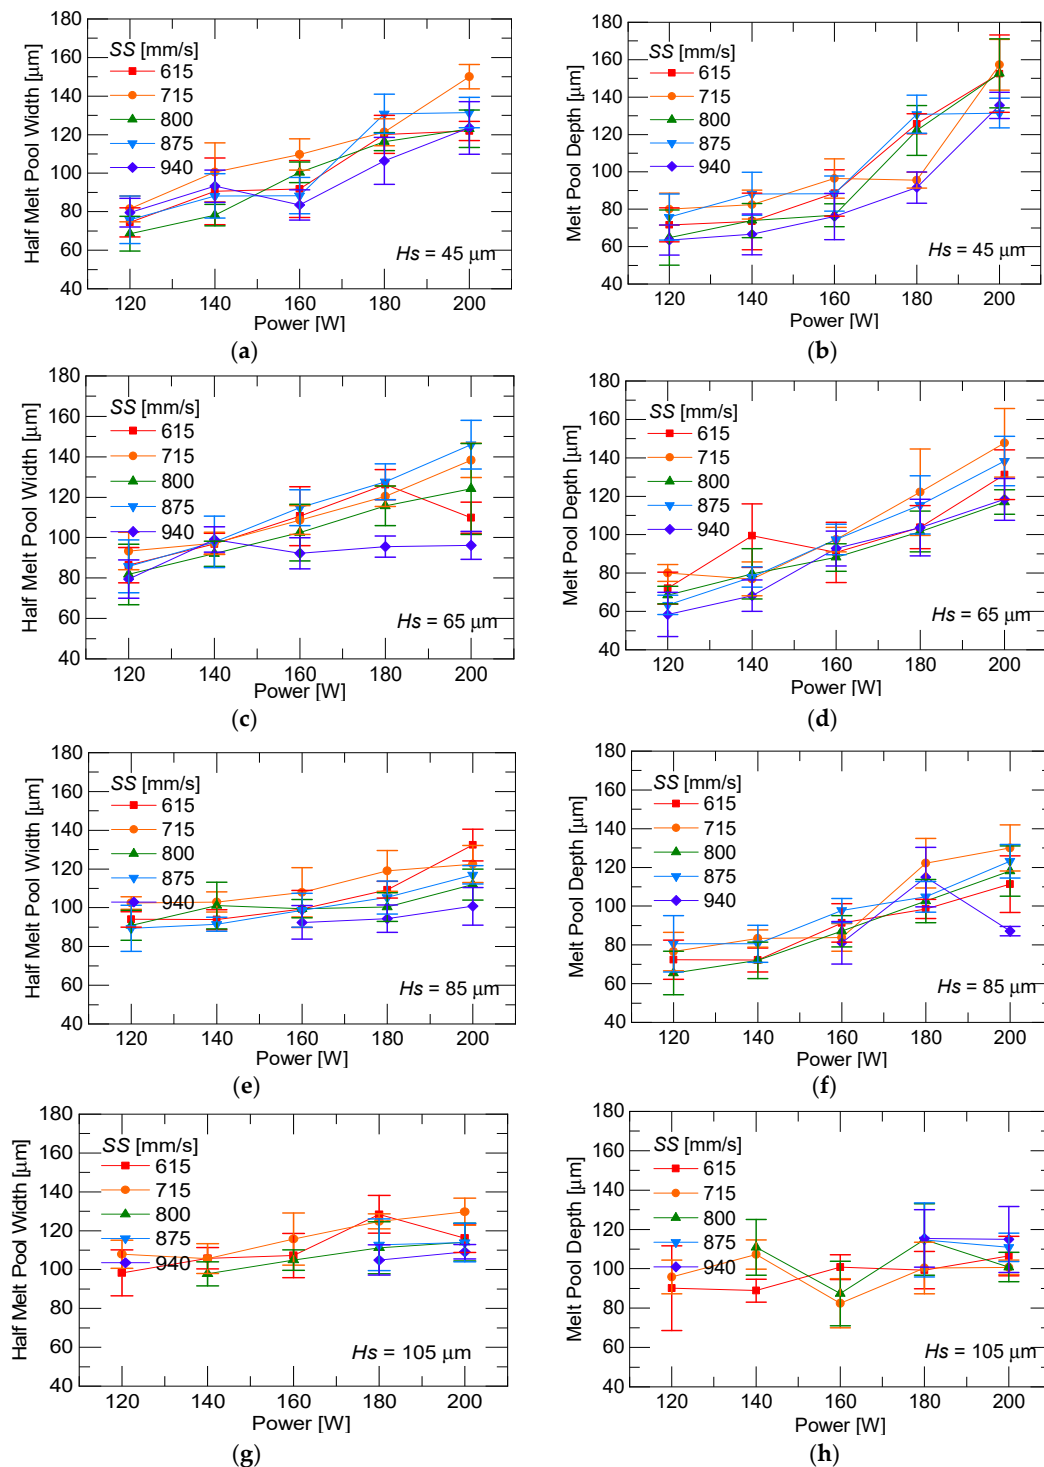 180
160
140
120
100
80
60
40
Half Melt Pool Width [μm]
SS [mm/s]
615
715
800
875
940
Hs = 45 μm
120 140 160 180 200
Power [W]
(a)
180
160
140
120
100
80
60
40
Melt Pool Depth [μm]
SS [mm/s]
615
715
800
875
940
Hs = 45 μm
120 140 160 180 200
Power [W]
(b)
180
160
140
120
100
80
60
40
Half Melt Pool Width [μm]
SS [mm/s]
615
715
800
875
940
Hs = 65 μm
120 140 160 180 200
Power [W]
(c)
180
160
140
120
100
80
60
40
Melt Pool Depth [μm]
SS [mm/s]
615
715
800
875
940
Hs = 65 μm
120 140 160 180 200
Power [W]
(d)
180
160
140
120
100
80
60
40
Half Melt Pool Width [μm]
SS [mm/s]
615
715
800
875
940
Hs = 85 μm
120 140 160 180 200
Power [W]
(e)
180
160
140
120
100
80
60
40
Melt Pool Depth [μm]
SS [mm/s]
615
715
800
875
940
Hs = 85 μm
120 140 160 180 200
Power [W]
(f)
180
160
140
120
100
80
60
40
Half Melt Pool Width [μm]
SS [mm/s]
615
715
800
875
940
Hs = 105 μm
120 140 160 180 200
Power [W]
(g)
180
160
140
120
100
80
60
40
Melt Pool Depth [μm]
SS [mm/s]
615
715
800
875
940
Hs = 105 μm
120 140 160 180 200
Power [W]
(h)